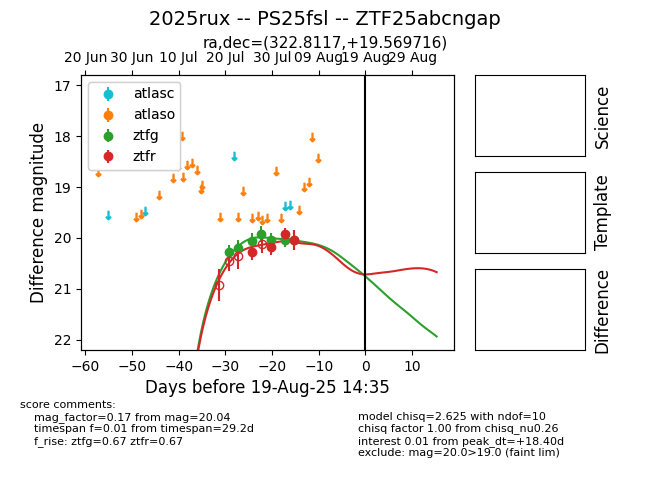 2025rux -- PS25fsl -- ZTF25abcngap
ra,dec=(322.8117,+19.569716)
20 Jun 30 Jun 10 Jul 20 Jul 30 Jul 09 Aug 19 Aug 29 Aug
atlasc
atlaso
ztfg
ztfr
Difference magnitude
17
18
19
20
21
22
−60 −50 −40 −30 −20 −10 0 10
Days before 19-Aug-25 14:35
Science
Template
Difference
score comments:
mag_factor=0.17 from mag=20.04
timespan f=0.01 from timespan=29.2d
f_rise: ztfg=0.67 ztfr=0.67
model chisq=2.625 with ndof=10
chisq factor 1.00 from chisq_nu0.26
interest 0.01 from peak_dt=+18.40d
exclude: mag=20.0>19.0 (faint lim)